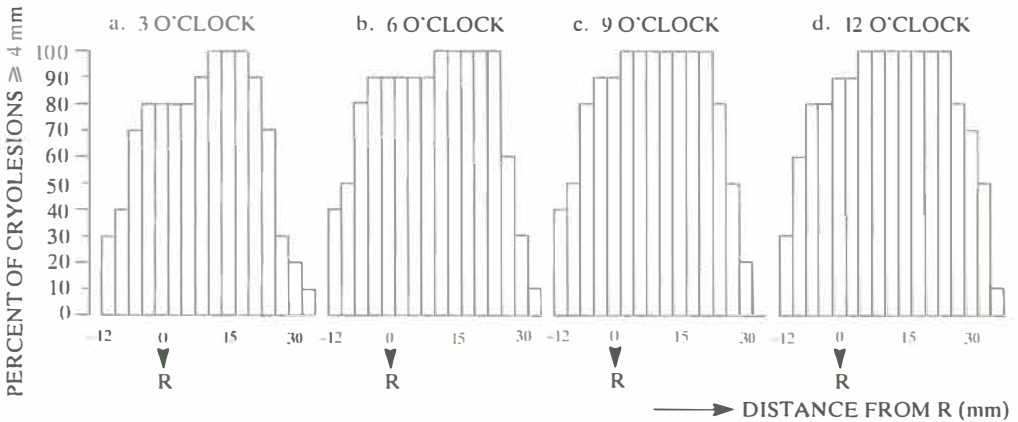 PERCENT OF CRYOLESIONS ⩾ 4 mm
a. 3 O'CLOCK
b. 6 O'CLOCK
c. 9 O'CLOCK
d. 12 O'CLOCK
100
90
80
70
60
50
40
30
20
10
0
-12 0 15 30
-12 0 15 30
-12 0 15 30
-12 0 15 30
R
R
R
R
DISTANCE FROM R (mm)